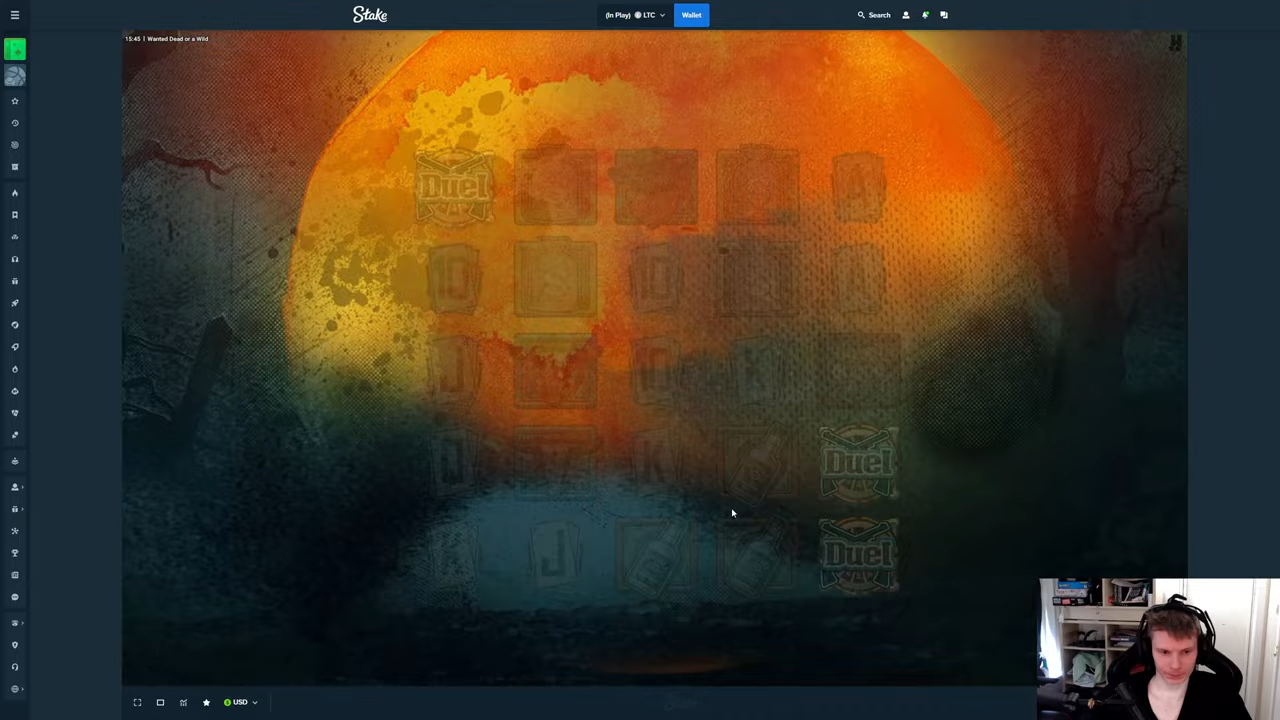 Stake
(In Play) LTC
Wallet
Search
15:45 | Wanted Dead or a Wild
Duel
J
K
Duel
J
Duel
USD